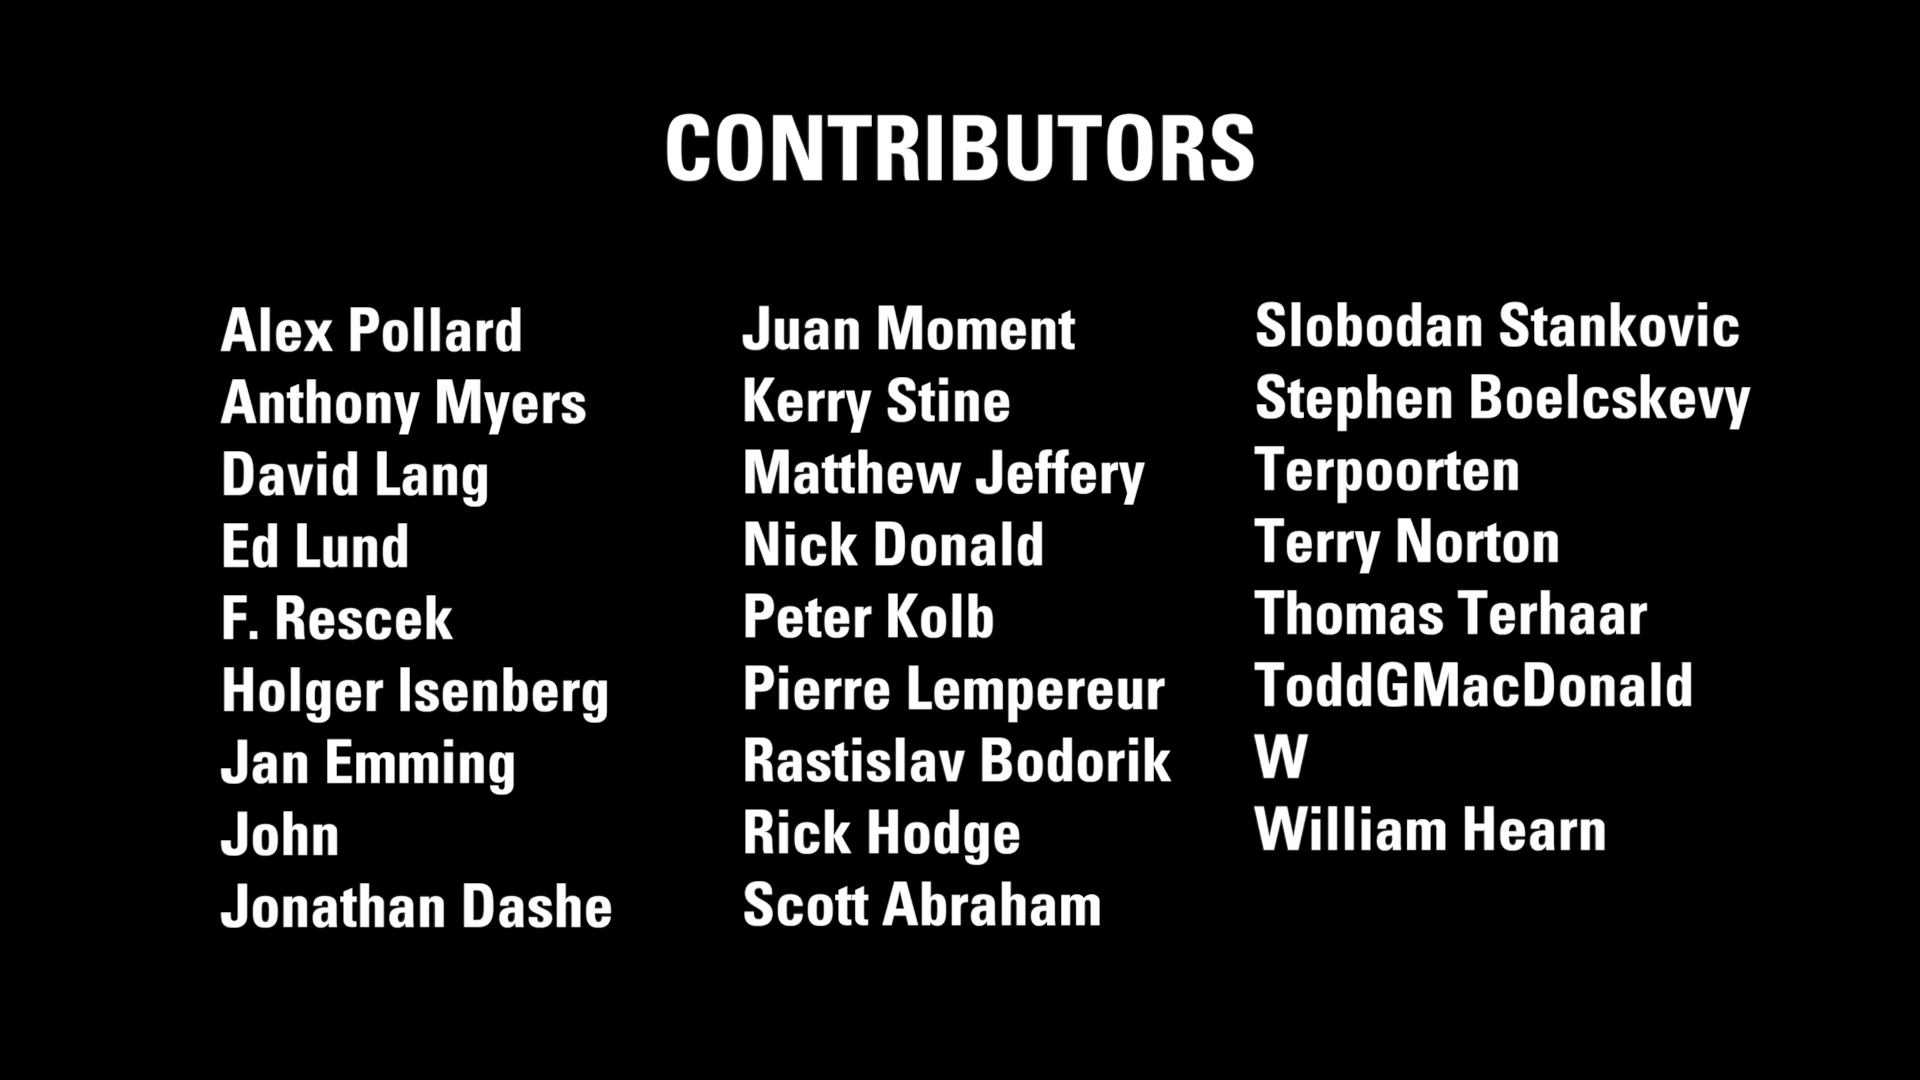 CONTRIBUTORS
Alex Pollard
Anthony Myers
David Lang
Ed Lund
F. Rescek
Holger Isenberg
Jan Emming
John
Jonathan Dashe
Juan Moment
Kerry Stine
Matthew Jeffery
Nick Donald
Peter Kolb
Pierre Lempereur
Rastislav Bodorik
Rick Hodge
Scott Abraham
Slobodan Stankovic
Stephen Boelcskevy
Terpoorten
Terry Norton
Thomas Terhaar
ToddGMacDonald
W
William Hearn